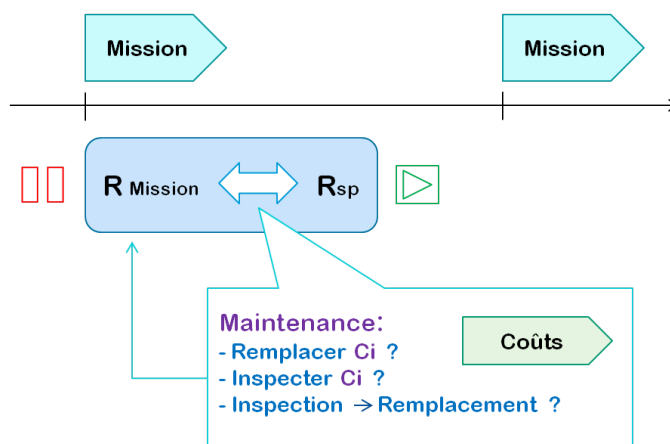 Mission
Mission
R Mission
Rsp
Maintenance:
- Remplacer Ci ?
- Inspecter Ci ?
- Inspection → Remplacement ?
Coûts